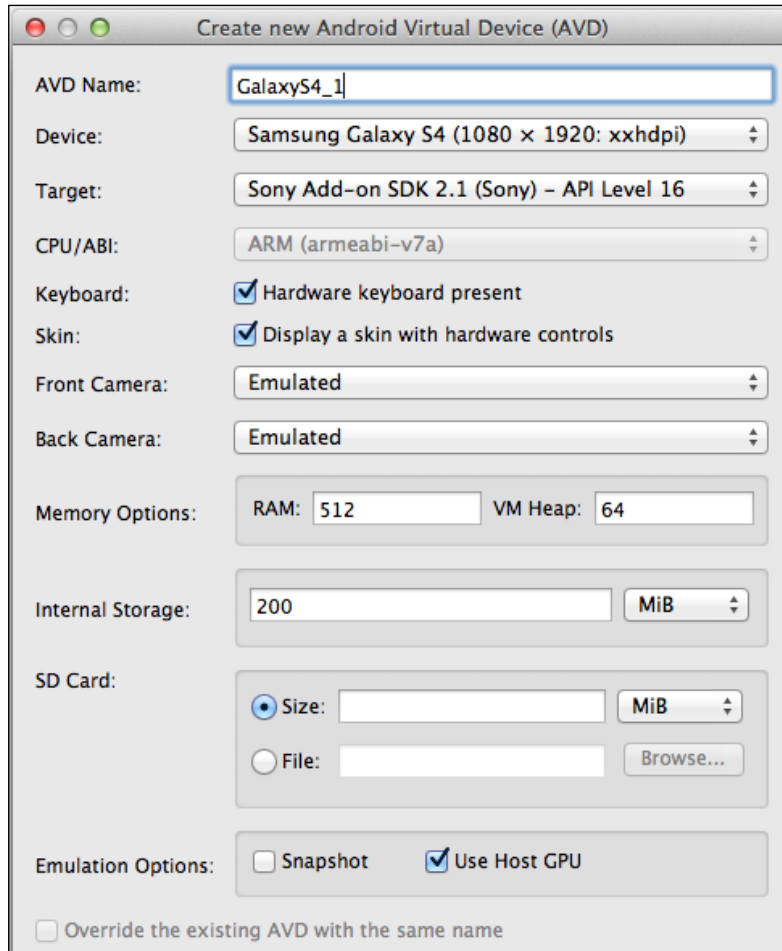 Create new Android Virtual Device (AVD)
AVD Name: GalaxyS4_1
Device: Samsung Galaxy S4 (1080 × 1920: xxhdpi)
Target: Sony Add-on SDK 2.1 (Sony) – API Level 16
CPU/ABI: ARM (armeabi-v7a)
Keyboard: Hardware keyboard present
Skin: Display a skin with hardware controls
Front Camera: Emulated
Back Camera: Emulated
Memory Options: RAM: 512 VM Heap: 64
Internal Storage: 200 MiB
SD Card:
Size: MiB
File: Browse...
Emulation Options: Snapshot Use Host GPU
Override the existing AVD with the same name